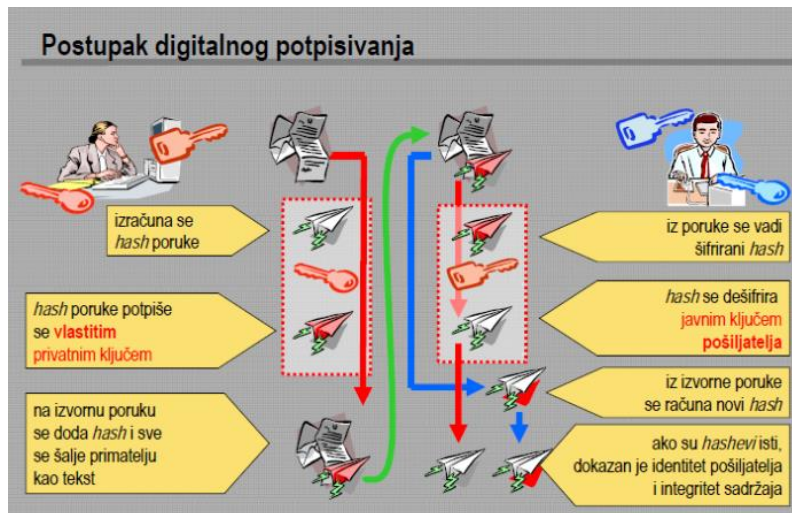 Postupak digitalnog potpisivanja
izračuna se
hash poruke
hash poruke potpiše
se vlastitim
privatnim ključem
na izvornu poruku
se doda hash i sve
se šalje primatelju
kao tekst
iz poruke se vadi
šifrirani hash
hash se dešifrira
javnim ključem
pošiljatelja
iz izvorne poruke
se računa novi hash
ako su hashevi isti,
dokazan je identitet pošiljatelja
i integritet sadržaja